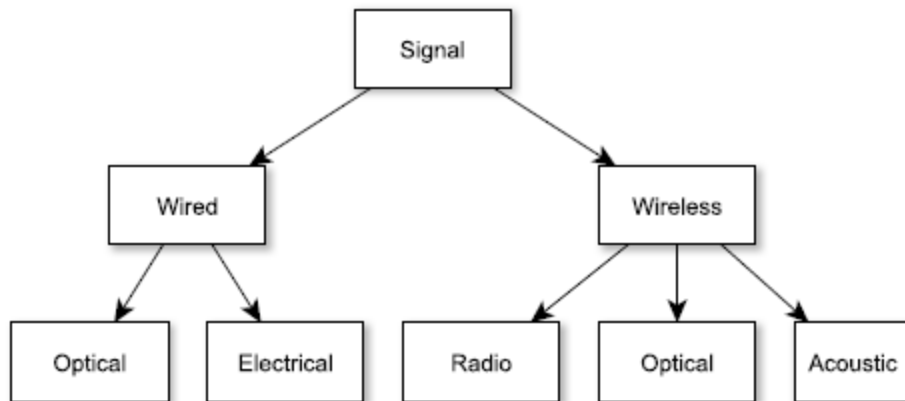 Signal
Wired
Wireless
Optical
Electrical
Radio
Optical
Acoustic